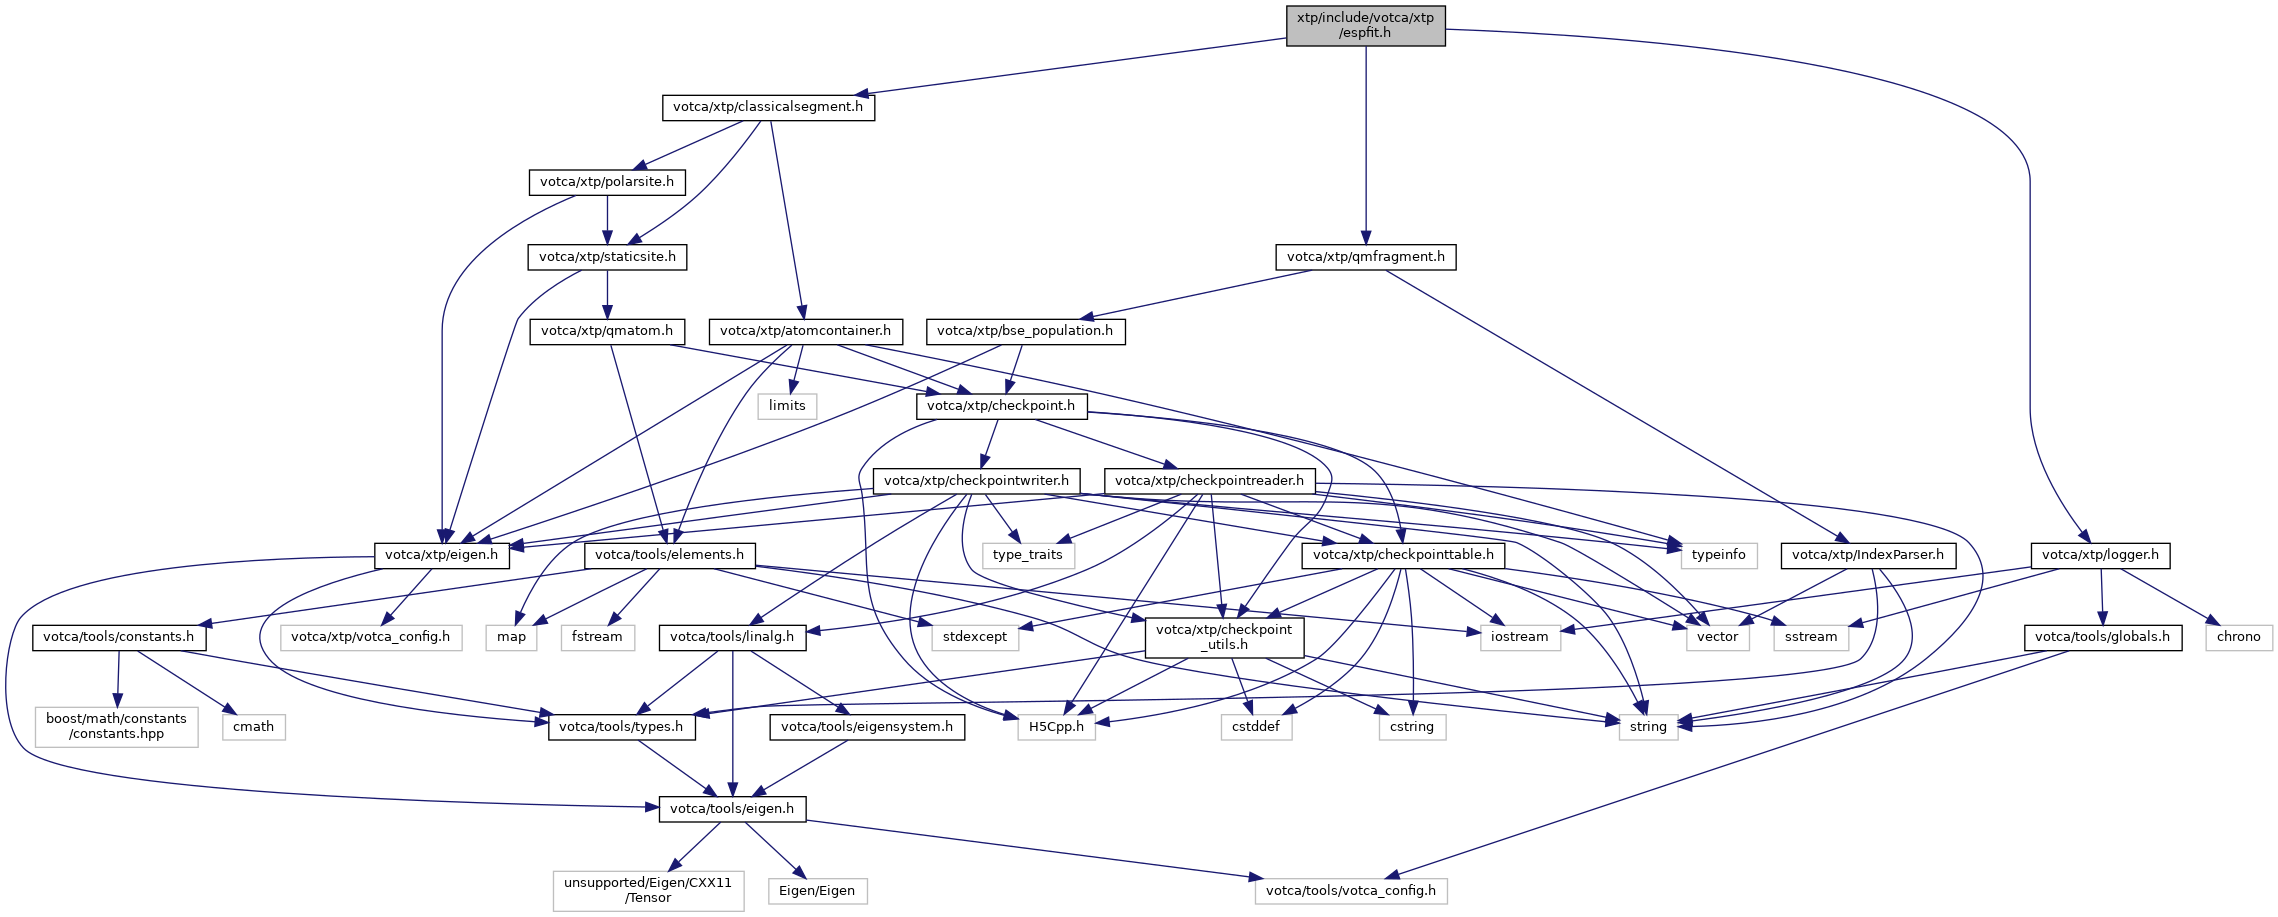 xtp/include/votca/xtp
/espfit.h
votca/xtp/classicalsegment.h
votca/xtp/polarsite.h
votca/xtp/staticsite.h
votca/xtp/qmfragment.h
votca/xtp/qmatom.h
votca/xtp/atomcontainer.h
votca/xtp/bse_population.h
limits
votca/xtp/checkpoint.h
votca/xtp/checkpointwriter.h
votca/xtp/checkpointreader.h
votca/xtp/eigen.h
votca/tools/elements.h
type_traits
votca/xtp/checkpointtable.h
typeinfo
votca/xtp/IndexParser.h
votca/xtp/logger.h
votca/tools/constants.h
votca/xtp/votca_config.h
map
fstream
votca/tools/linalg.h
stdexcept
votca/xtp/checkpoint
_utils.h
iostream
vector
sstream
votca/tools/globals.h
chrono
boost/math/constants
/constants.hpp
cmath
votca/tools/types.h
votca/tools/eigensystem.h
H5Cpp.h
cstddef
cstring
string
votca/tools/eigen.h
unsupported/Eigen/CXX11
/Tensor
Eigen/Eigen
votca/tools/votca_config.h